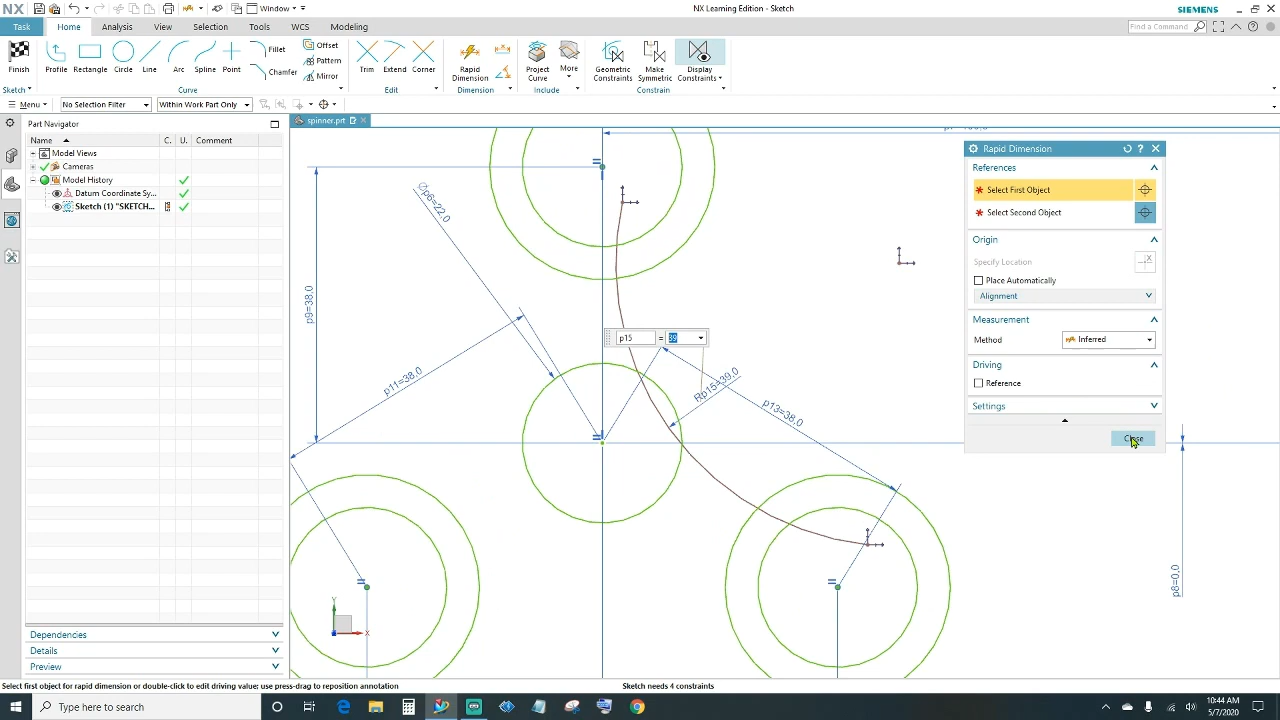 NX
Window
NX Learning Edition - Sketch
SIEMENS
Task
Home
Analysis
View
Selection
Tools
WCS
Modeling
Find a Command
Finish
Profile
Rectangle
Circle
Line
Arc
Spline
Point
Fillet
Chamfer
Offset
Pattern
Mirror
Trim
Extend
Corner
Rapid
Dimension
Project
Curve
More
Geometric
Constraints
Make
Symmetric
Display
Constraints
Sketch
Curve
Edit
Dimension
Include
Constrain
Menu
No Selection Filter
Within Work Part Only
Part Navigator
spinner.prt
Name
C.
U.
Comment
Model Views
Cameras
Model History
Datum Coordinate Sy...
Sketch (1) "SKETCH...
Dependencies
Details
Preview
∅p6=22,0
p9=38,0
p11=38,0
p15
=
39
Rp15=39,0
p13=38,0
p8=0,0
Y
X
Rapid Dimension
References
Select First Object
Select Second Object
Origin
Specify Location
Place Automatically
Alignment
Measurement
Method
Inferred
Driving
Reference
Settings
Close
Select first object for rapid dimension or double-click to edit driving value; use press-drag to reposition annotation
Sketch needs 4 constraints
Type here to search
10:44 AM
5/7/2020